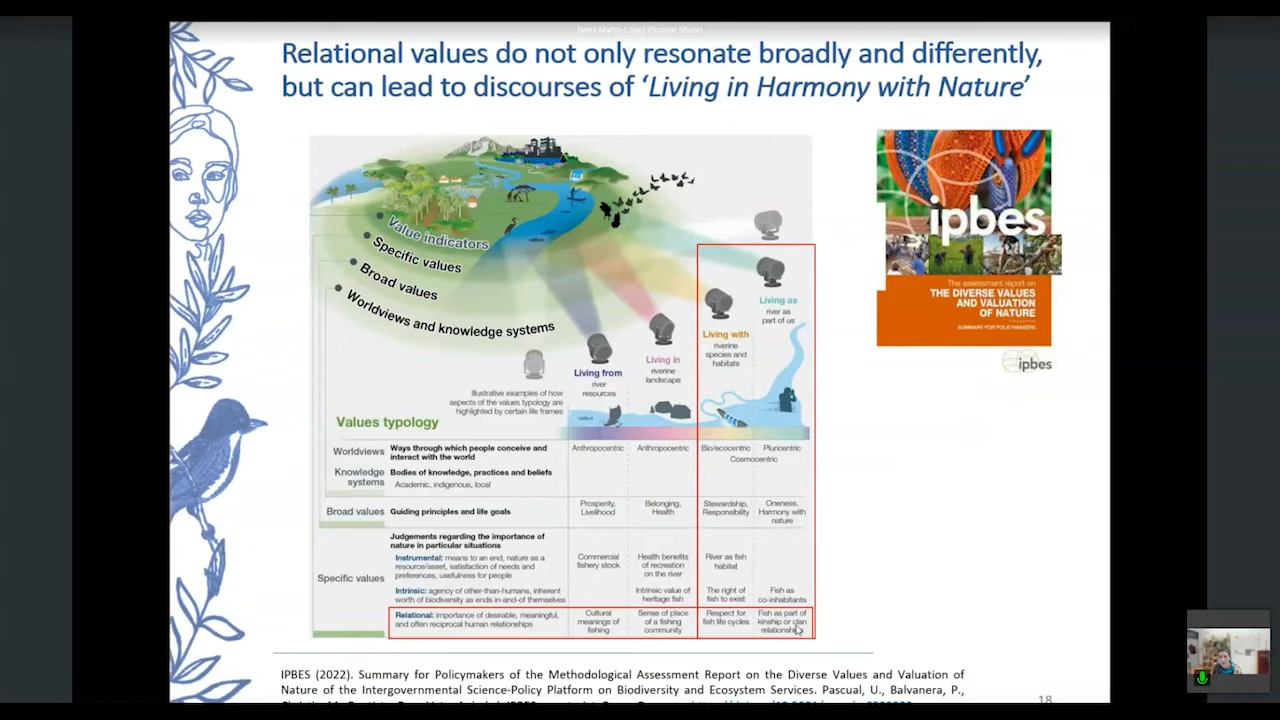 Berta Martín-López (Screen Share)
Relational values do not only resonate broadly and differently,
but can lead to discourses of 'Living in Harmony with Nature'
Value indicators
Specific values
Broad values
Worldviews and knowledge systems
Living from
river
resources
Living in
riverine
landscape
Living with
riverine
species and
habitats
Living as
river as
part of us
Illustrative examples of how
aspects of the values typology are
highlighted by certain life frames
Values typology
Worldviews
Ways through which people conceive and
interact with the world
Anthropocentric
Anthropocentric
Bio/ecocentric
Pluricentric
Cosmocentric
Knowledge
systems
Bodies of knowledge, practices and beliefs
Academic, indigenous, local
Broad values
Guiding principles and life goals
Prosperity,
Livelihood
Belonging,
Health
Stewardship,
Responsibility
Oneness,
Harmony with
nature
Specific values
Judgements regarding the importance of
nature in particular situations
Instrumental: means to an end, nature as a
resource/asset, satisfaction of needs and
preferences, usefulness for people
Commercial
fishery stock
Health benefits
of recreation
on the river
River as fish
habitat
Intrinsic: agency of other-than-humans, inherent
worth of biodiversity as ends in-and-of themselves
Intrinsic value of
heritage fish
The right of
fish to exist
Fish as
co-inhabitants
Relational: importance of desirable, meaningful,
and often reciprocal human relationships
Cultural
meanings of
fishing
Sense of place
of a fishing
community
Respect for
fish life cycles
Fish as part of
kinship or clan
relationships
ipbes
The assessment report on
THE DIVERSE VALUES
AND VALUATION
OF NATURE
SUMMARY FOR POLICYMAKERS
ipbes
IPBES (2022). Summary for Policymakers of the Methodological Assessment Report on the Diverse Values and Valuation of
Nature of the Intergovernmental Science-Policy Platform on Biodiversity and Ecosystem Services. Pascual, U., Balvanera, P.,
18